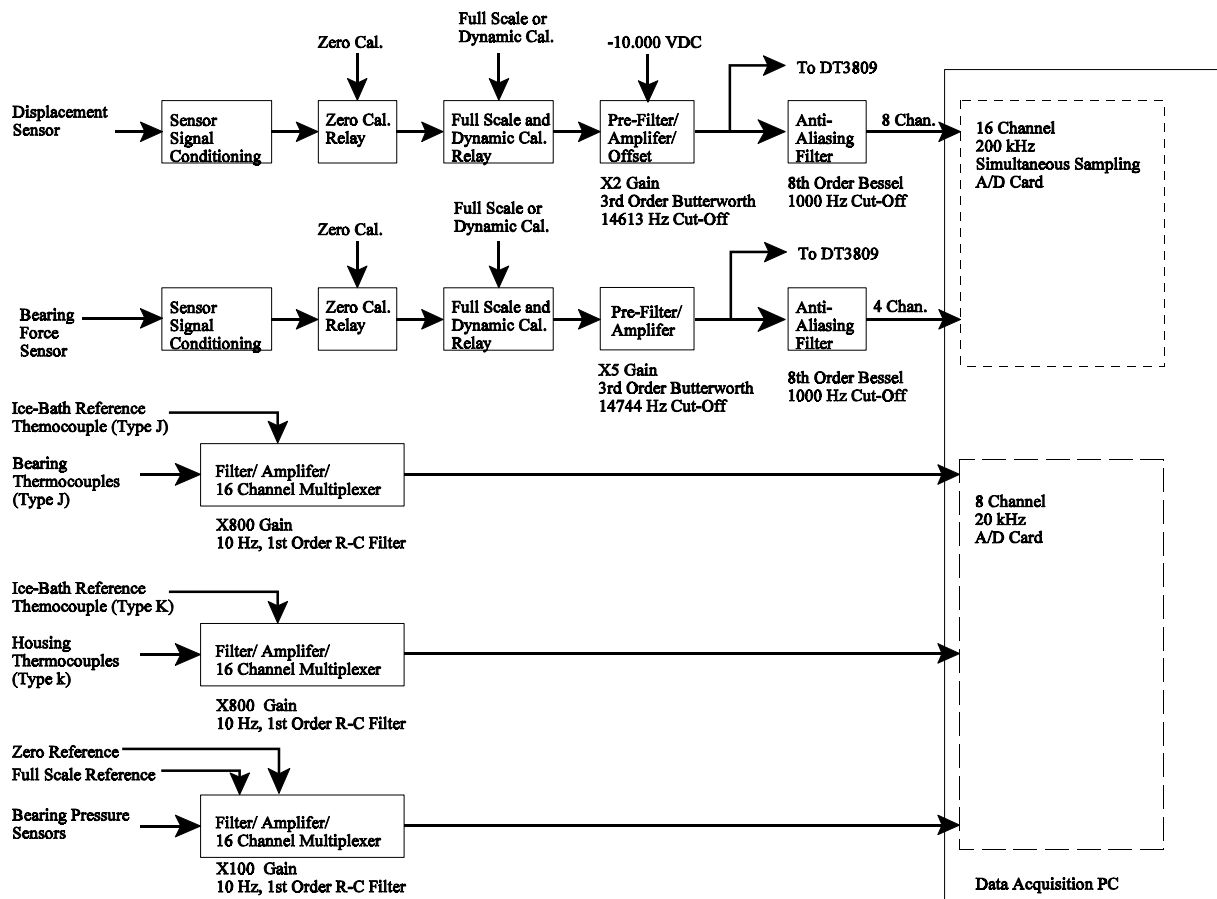 Full Scale or
Dynamic Cal.
Zero Cal.
-10.000 VDC
To DT3809
Displacement
Sensor
Sensor
Signal
Conditioning
Zero Cal.
Relay
Full Scale and
Dynamic Cal.
Relay
Pre-Filter/
Amplifier/
Offset
Anti-
Aliasing
Filter
8 Chan.
16 Channel
200 kHz
Simultaneous Sampling
A/D Card
X2 Gain
3rd Order Butterworth
14613 Hz Cut-Off
8th Order Bessel
1000 Hz Cut-Off
Full Scale or
Dynamic Cal.
Zero Cal.
To DT3809
Bearing
Force
Sensor
Sensor
Signal
Conditioning
Zero Cal.
Relay
Full Scale and
Dynamic Cal.
Relay
Pre-Filter/
Amplifer
Anti-
Aliasing
Filter
4 Chan.
X5 Gain
3rd Order Butterworth
14744 Hz Cut-Off
8th Order Bessel
1000 Hz Cut-Off
Ice-Bath Reference
Themocouple (Type J)
Bearing
Thermocouples
(Type J)
Filter/ Amplifer/
16 Channel Multiplexer
X800 Gain
10 Hz, 1st Order R-C Filter
8 Channel
20 kHz
A/D Card
Ice-Bath Reference
Themocouple (Type K)
Housing
Thermocouples
(Type k)
Filter/ Amplifer/
16 Channel Multiplexer
X800 Gain
10 Hz, 1st Order R-C Filter
Zero Reference
Full Scale Reference
Bearing Pressure
Sensors
Filter/ Amplifer/
16 Channel Multiplexer
X100 Gain
10 Hz, 1st Order R-C Filter
Data Acquisition PC